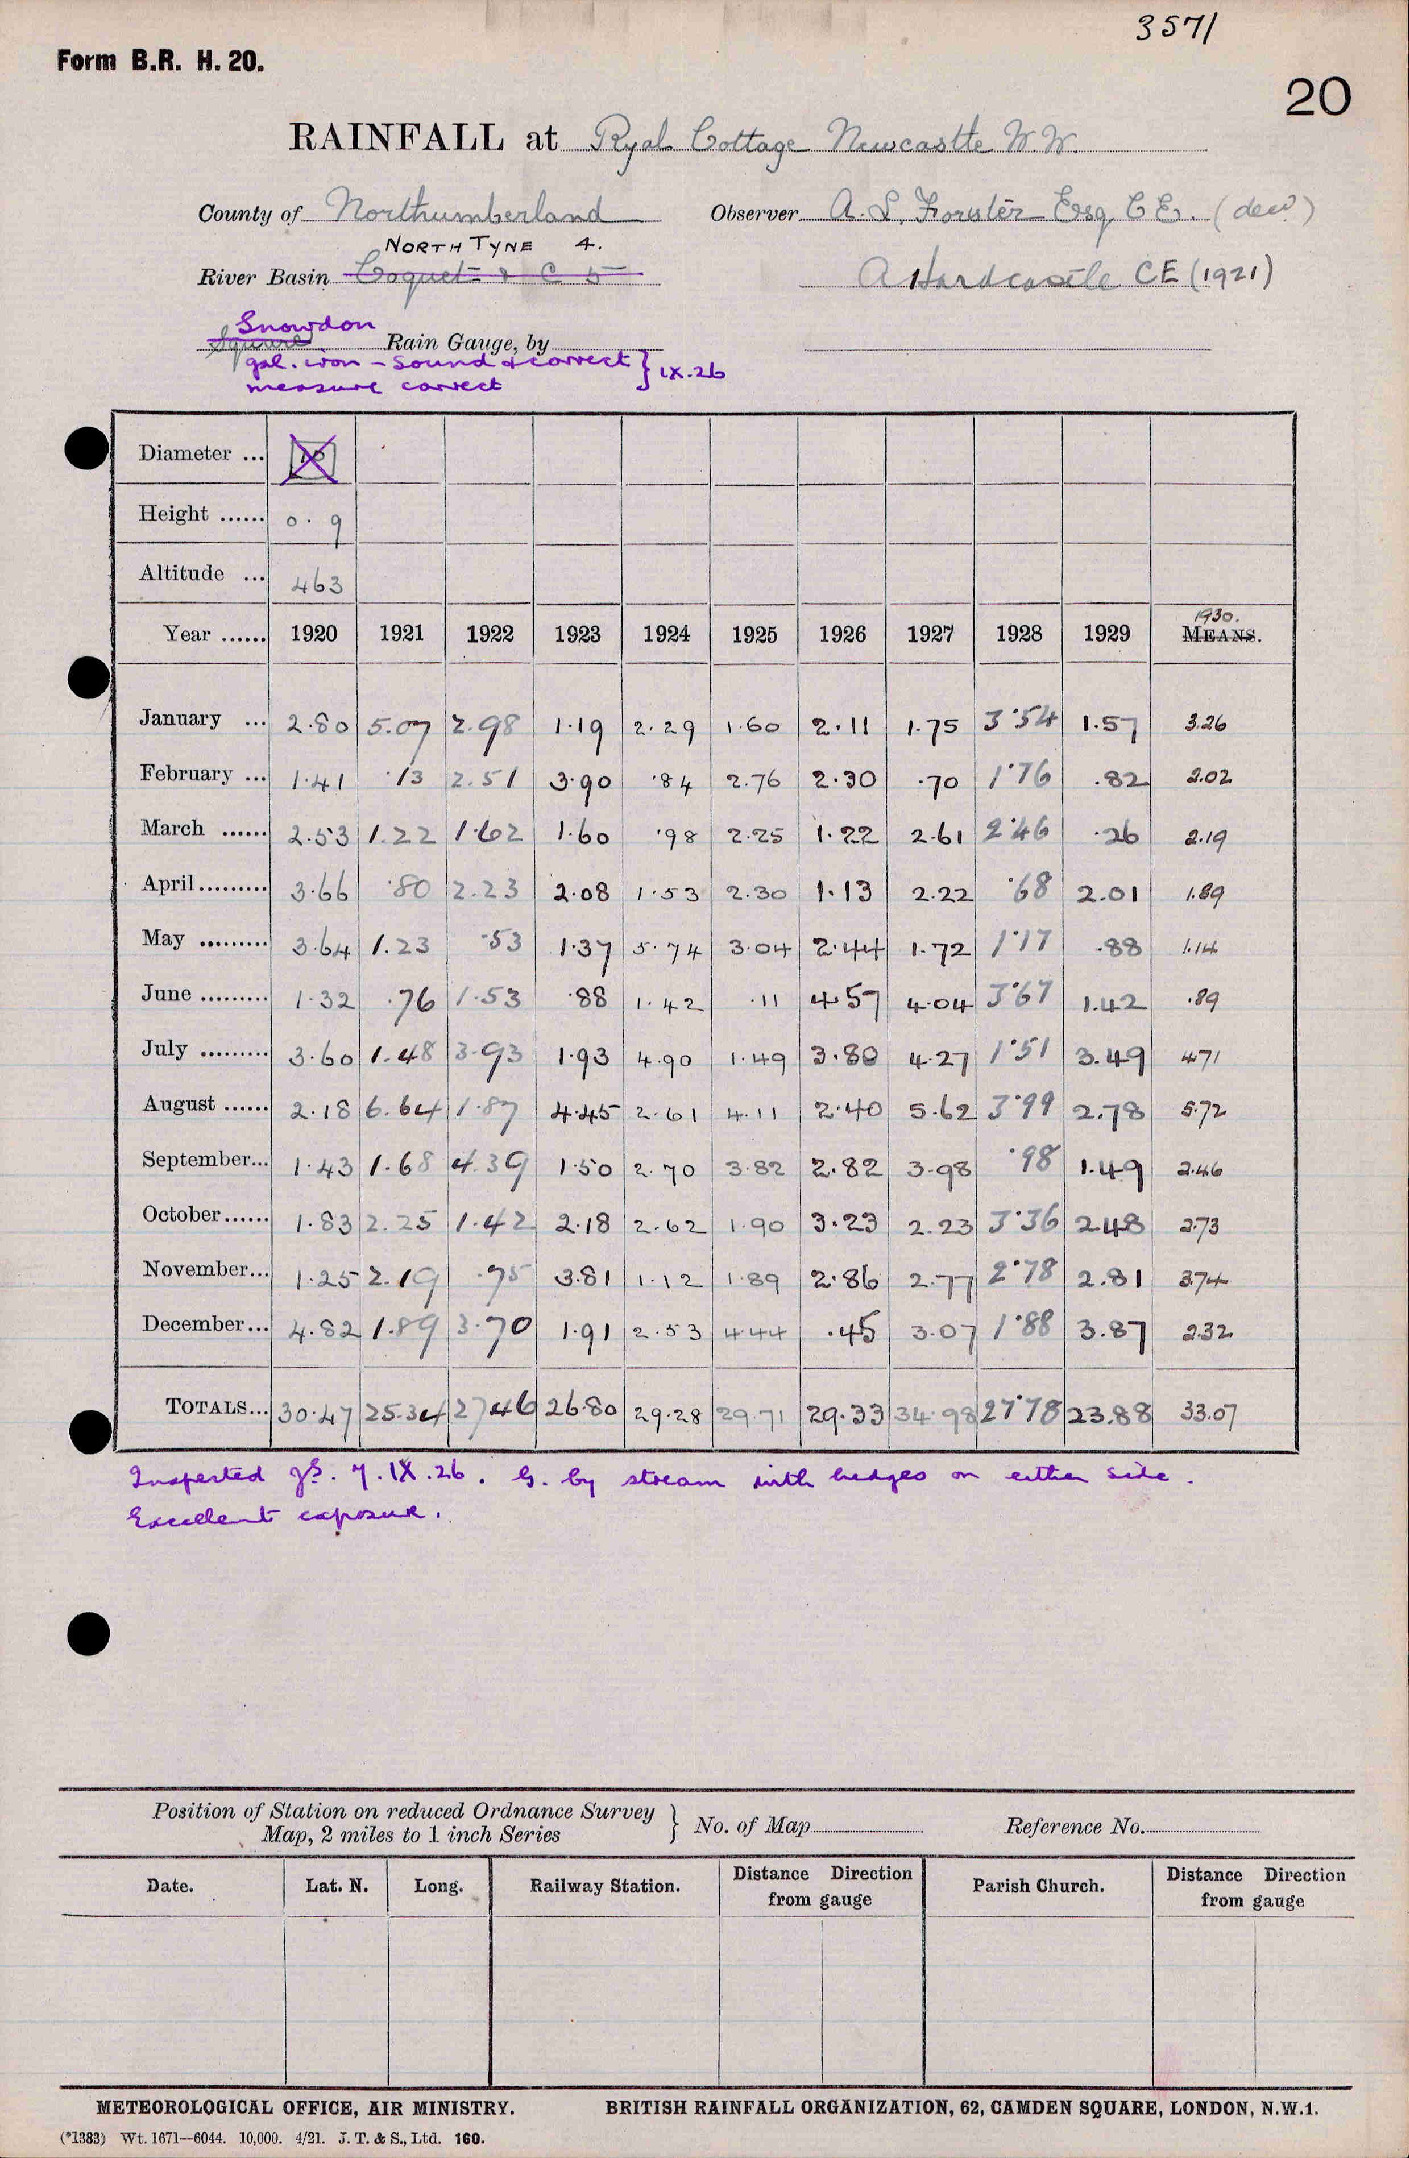 3571
Form B.R. H. 20.
20
RAINFALL at Ryal Cottage Newcastle W.W.
County of Northumberland Observer A. L. Forster Esq C E. (decd)
NORTH TYNE 4.
River Basin Coquet & C 5 A Hardcastle CE (1921)
Snowdon
Square Rain Gauge, by
gal. iron – sound & correct } IX.26
measure correct
Diameter ... 10
Height ...... 0.9
Altitude ... 463
1930.
Year ...... 1920 1921 1922 1923 1924 1925 1926 1927 1928 1929 MEANS.
January ... 2.80 5.07 2.98 1.19 2.29 1.60 2.11 1.75 3.54 1.57 3.26
February ... 1.41 .13 2.51 3.90 .84 2.76 2.30 .70 1.76 .82 2.02
March ...... 2.53 1.22 1.62 1.60 .98 2.25 1.22 2.61 2.46 .26 2.19
April ......... 3.66 .80 2.23 2.08 1.53 2.30 1.13 2.22 .68 2.01 1.89
May ......... 3.64 1.23 .53 1.37 5.74 3.04 2.44 1.72 1.17 .88 1.14
June ......... 1.32 .76 1.53 .88 1.42 .11 4.57 4.04 3.67 1.42 .89
July ......... 3.60 1.48 3.93 1.93 4.90 1.49 3.80 4.27 1.51 3.49 4.71
August ...... 2.18 6.64 1.87 4.45 2.61 4.11 2.40 5.62 3.99 2.78 5.72
September... 1.43 1.68 4.39 1.50 2.70 3.82 2.82 3.98 .98 1.49 2.46
October...... 1.83 2.25 1.42 2.18 2.62 1.90 3.23 2.23 3.36 2.48 2.73
November... 1.25 2.19 .75 3.81 1.12 1.89 2.86 2.77 2.78 2.81 3.74
December... 4.82 1.89 3.70 1.91 2.53 4.44 .45 3.07 1.88 3.87 2.32
TOTALS... 30.47 25.34 27.46 26.80 29.28 29.71 29.33 34.98 27.78 23.88 33.07
Inspected 7.IX.26. G. by stream with hedges on either side.
Excellent exposure.
Position of Station on reduced Ordnance Survey } No. of Map Reference No.
Map, 2 miles to 1 inch Series
Date. Lat. N. Long. Railway Station. Distance Direction from gauge Parish Church. Distance Direction from gauge
METEOROLOGICAL OFFICE, AIR MINISTRY. BRITISH RAINFALL ORGANIZATION, 62, CAMDEN SQUARE, LONDON, N.W.1.
(*1383) Wt. 1671—6044. 10,000. 4/21. J. T. & S., Ltd. 160.